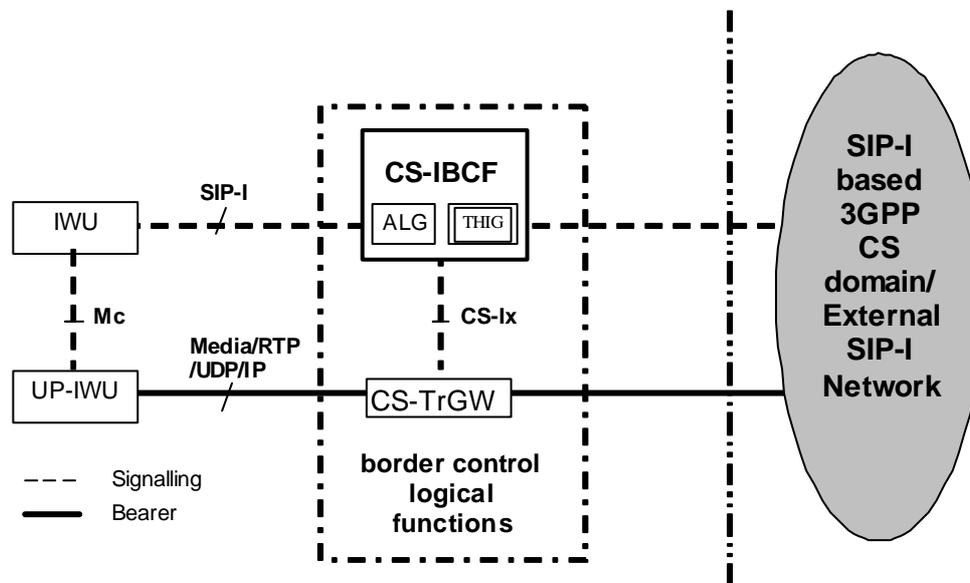 SIP-I
IWU
Mc
UP-IWU
Media/RTP
/UDP/IP
CS-IBCF
ALG
THIG
CS-Ix
CS-TrGW
border control
logical
functions
SIP-I
based
3GPP
CS
domain/
External
SIP-I
Network
Signalling
Bearer